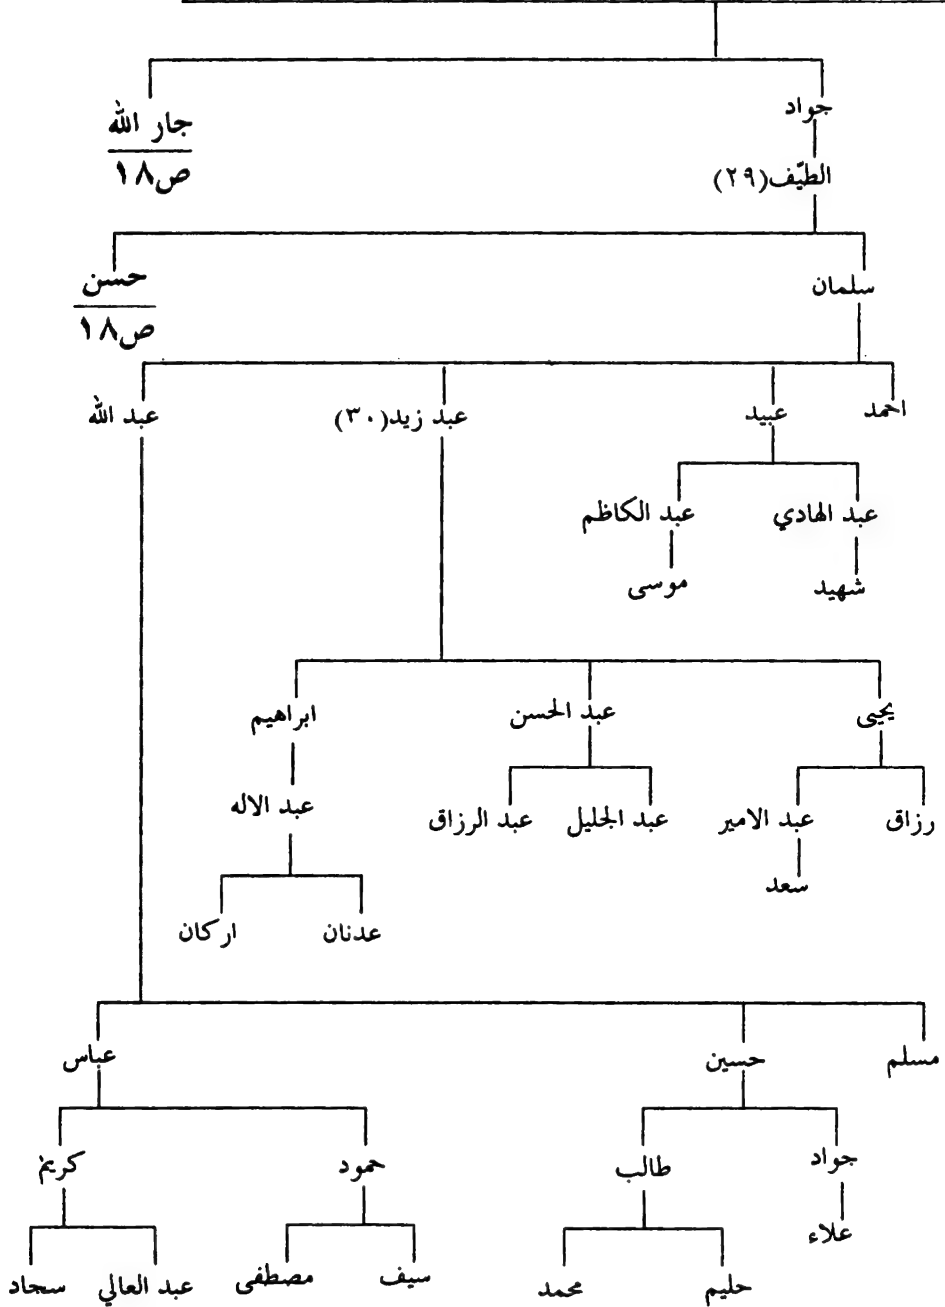 جواد
جار الله
ص١٨
الطيّف(٢٩)
سلمان
حسن
ص١٨
احمد
عبيد
عبد زيد(٣٠)
عبد الله
عبد الهادي
عبد الكاظم
شهيد
موسى
يحيى
عبد الحسن
ابراهيم
رزاق
عبد الامير
عبد الجليل
عبد الرزاق
عبد الاله
سعد
عدنان
اركان
مسلم
حسين
عباس
جواد
طالب
حمود
كريم
علاء
حليم
محمد
سيف
مصطفى
عبد العالي
سجاد